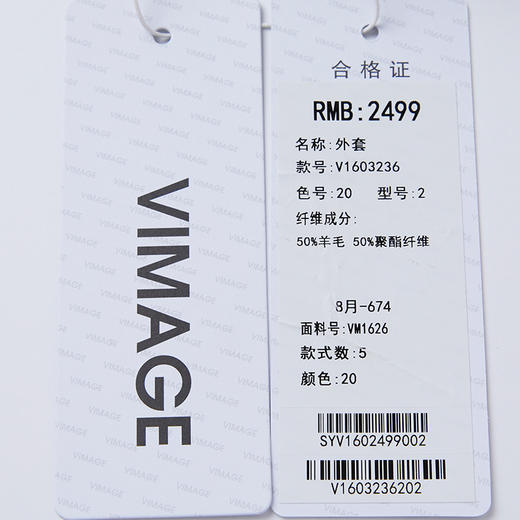 VIMAGE
合格证
RMB:2499
名称:外套
款号:V1603236
色号:20 型号:2
纤维成分:
50%羊毛 50%聚酯纤维
8月-674
面料号:VM1626
款式数:5
颜色:20
SYV1602499002
V1603236202